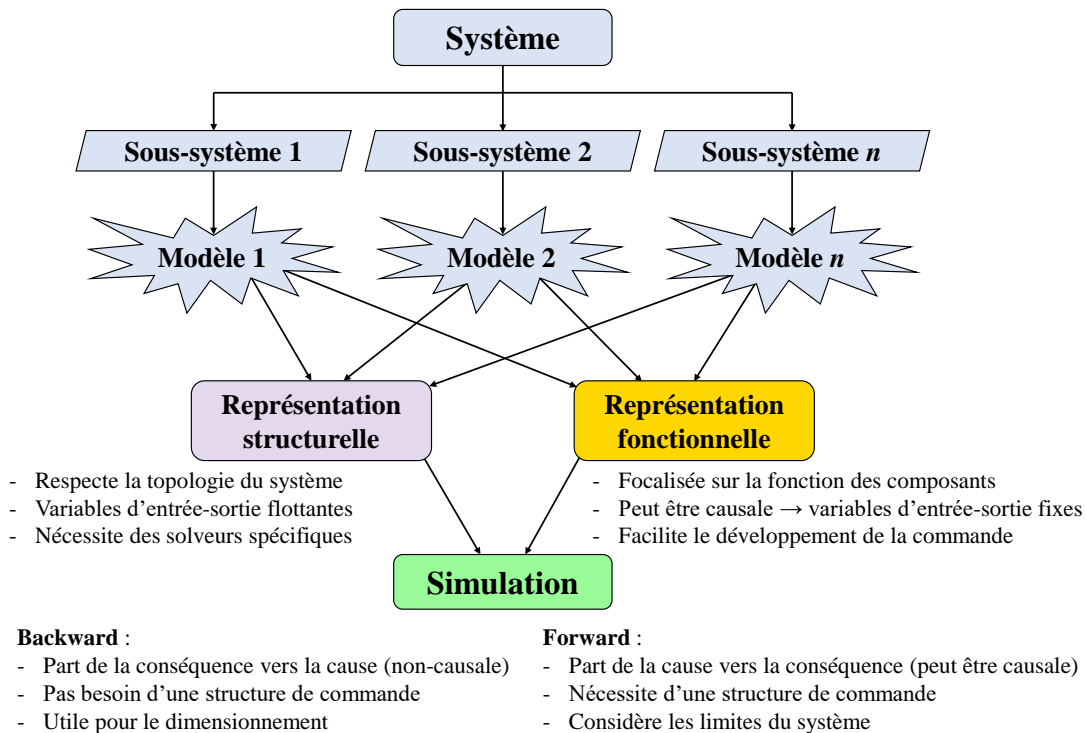 Système
Sous-système 1
Sous-système 2
Sous-système n
Modèle 1
Modèle 2
Modèle n
Représentation
structurelle
Représentation
fonctionnelle
- Respecte la topologie du système
- Variables d'entrée-sortie flottantes
- Nécessite des solveurs spécifiques
- Focalisée sur la fonction des composants
- Peut être causale → variables d'entrée-sortie fixes
- Facilite le développement de la commande
Simulation
Backward :
- Part de la conséquence vers la cause (non-causale)
- Pas besoin d'une structure de commande
- Utile pour le dimensionnement
Forward :
- Part de la cause vers la conséquence (peut être causale)
- Nécessite d'une structure de commande
- Considère les limites du système